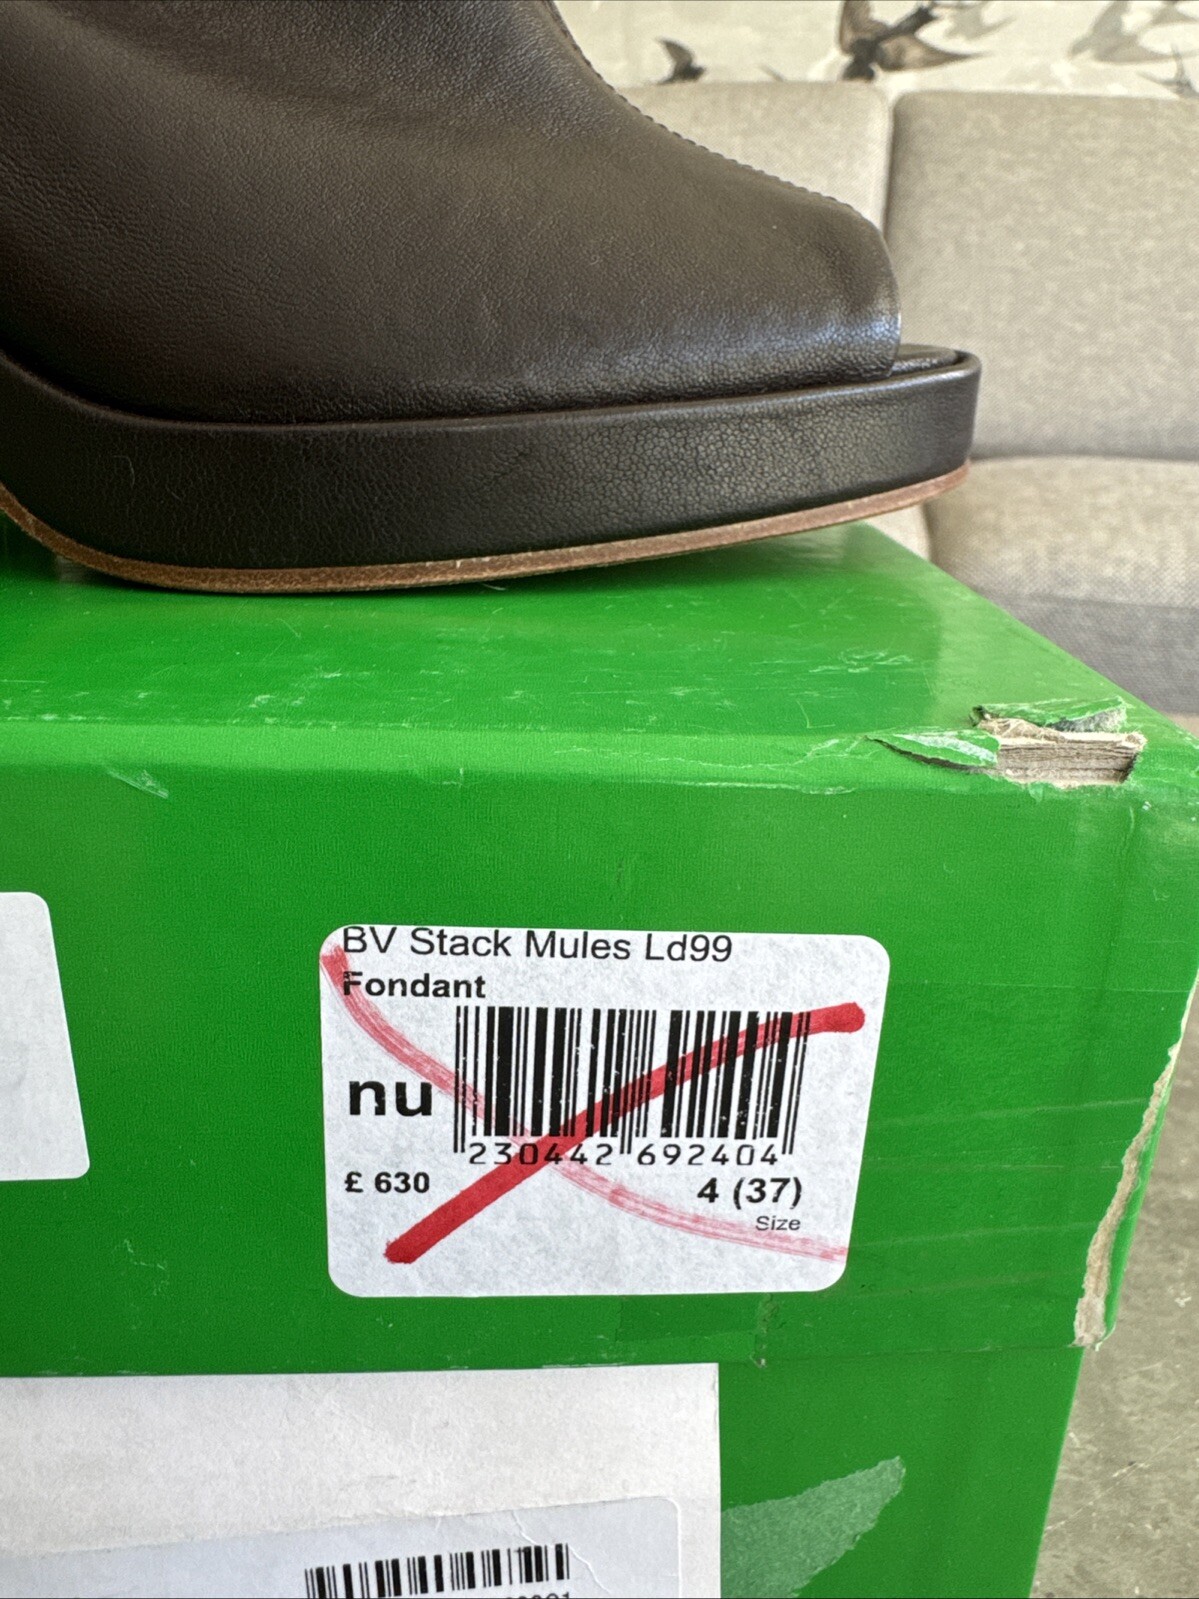 BV Stack Mules Ld99
Fondant
nu
230442 692404
£ 630
4 (37)
Size